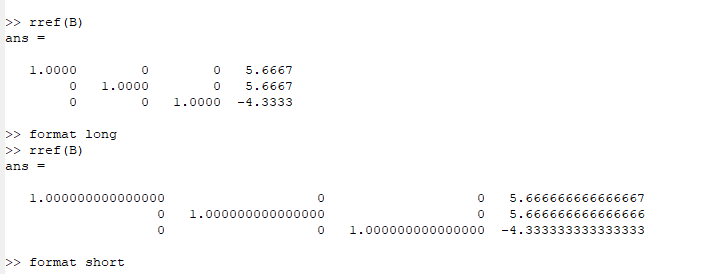 >> rref(B)
ans =
1.0000 0 0 5.6667
0 1.0000 0 5.6667
0 0 1.0000 -4.3333
>> format long
>> rref(B)
ans =
1.000000000000000 0 0 5.666666666666667
0 1.000000000000000 0 5.666666666666666
0 0 1.000000000000000 -4.333333333333333
>> format short